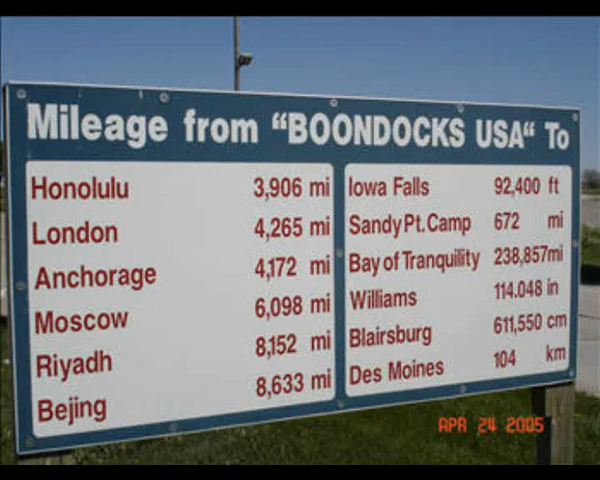 Mileage from "BOONDOCKS USA" To
Honolulu 3,906 mi
London 4,265 mi
Anchorage 4,172 mi
Moscow 6,098 mi
Riyadh 8,152 mi
Bejing 8,633 mi
Iowa Falls 92,400 ft
Sandy Pt. Camp 672 mi
Bay of Tranquility 238,857mi
Williams 114.048 in
Blairsburg 611,550 cm
Des Moines 104 km
APR 24 2005